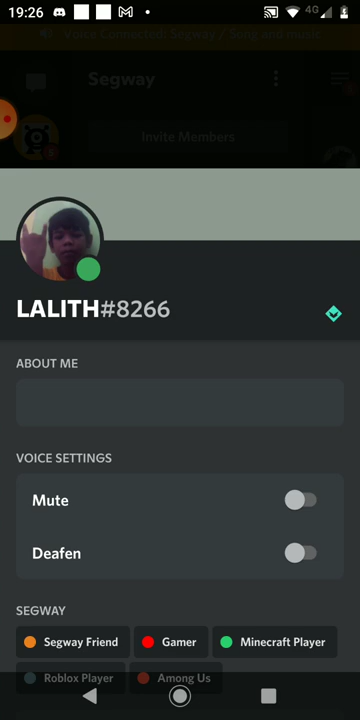 19:26 4G
Voice Connected: Segway / Song and music
Segway
Invite Members
LALITH#8266
ABOUT ME
VOICE SETTINGS
Mute
Deafen
SEGWAY
Segway Friend Gamer Minecraft Player
Roblox Player Among Us